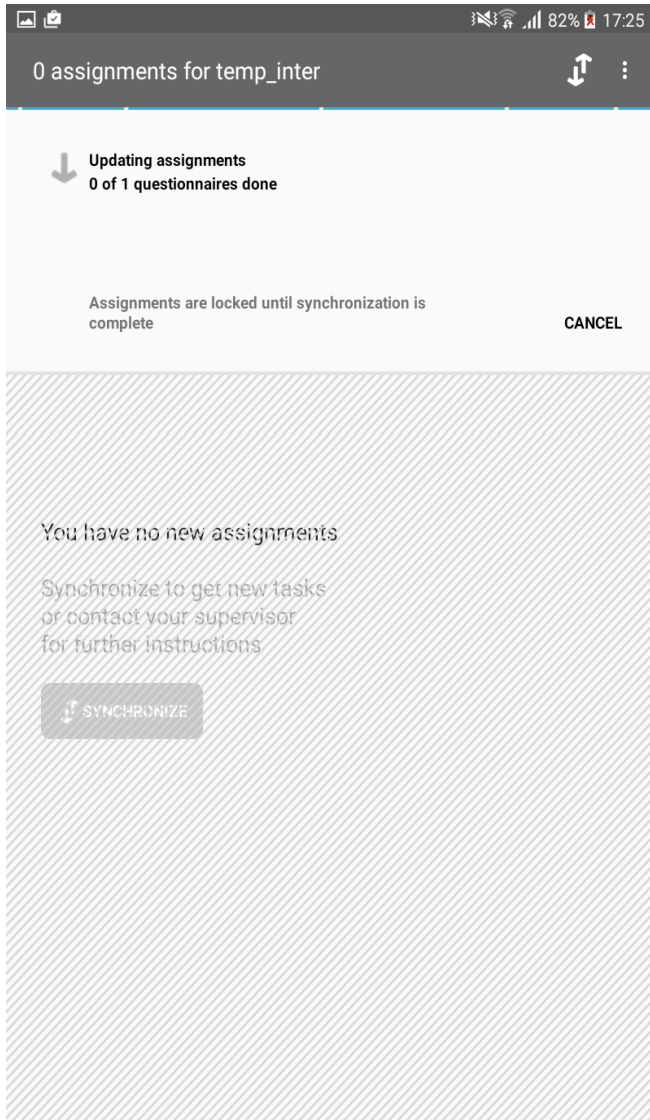 82% 17:25
0 assignments for temp_inter
Updating assignments
0 of 1 questionnaires done
Assignments are locked until synchronization is
complete
CANCEL
You have no new assignments
Synchronize to get new tasks
or contact your supervisor
for further instructions
SYNCHRONIZE